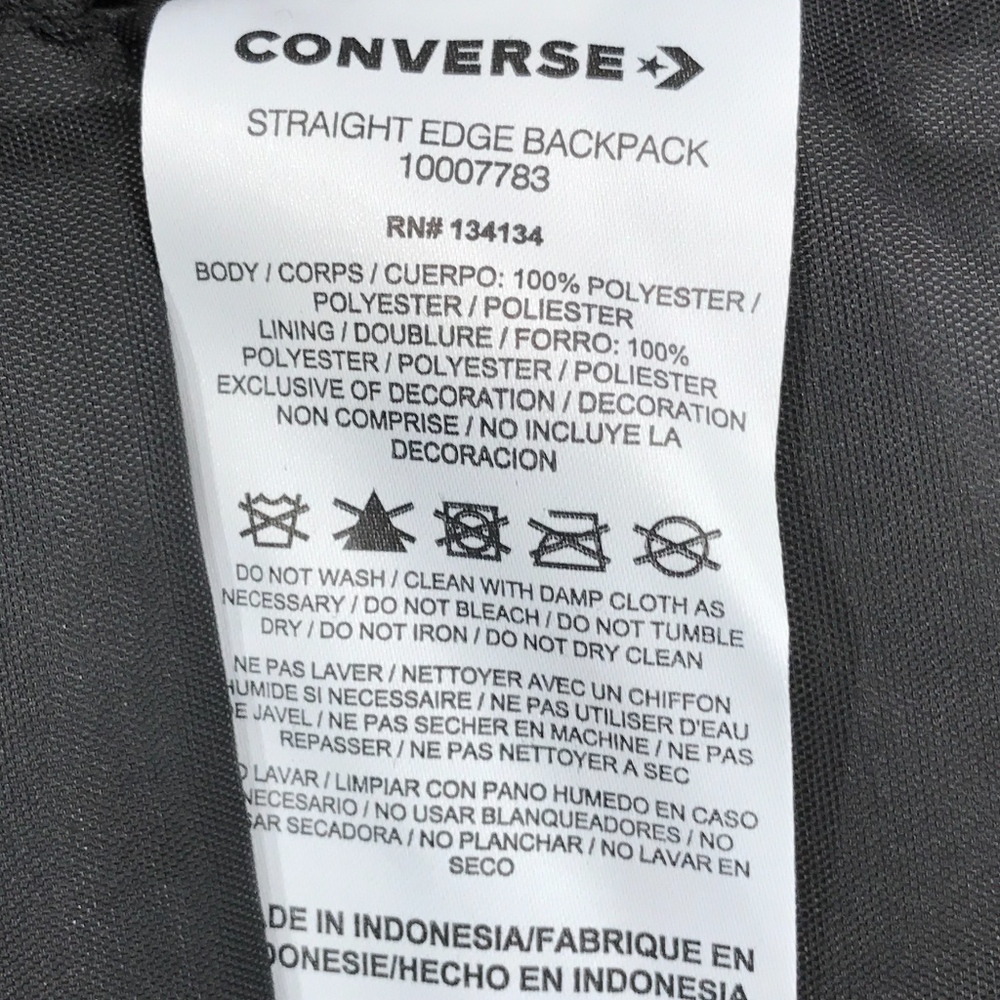 CONVERSE
STRAIGHT EDGE BACKPACK
10007783
RN# 134134
BODY / CORPS / CUERPO: 100% POLYESTER /
POLYESTER / POLIESTER
LINING / DOUBLURE / FORRO: 100%
POLYESTER / POLYESTER / POLIESTER
EXCLUSIVE OF DECORATION / DECORATION
NON COMPRISE / NO INCLUYE LA
DECORACION
DO NOT WASH / CLEAN WITH DAMP CLOTH AS
NECESSARY / DO NOT BLEACH / DO NOT TUMBLE
DRY / DO NOT IRON / DO NOT DRY CLEAN
NE PAS LAVER / NETTOYER AVEC UN CHIFFON
HUMIDE SI NECESSAIRE / NE PAS UTILISER D'EAU
E JAVEL / NE PAS SECHER EN MACHINE / NE PAS
REPASSER / NE PAS NETTOYER A SEC
O LAVAR / LIMPIAR CON PANO HUMEDO EN CASO
NECESARIO / NO USAR BLANQUEADORES / NO
AR SECADORA / NO PLANCHAR / NO LAVAR EN
SECO
DE IN INDONESIA/FABRIQUE EN
DONESIE/HECHO EN INDONESIA